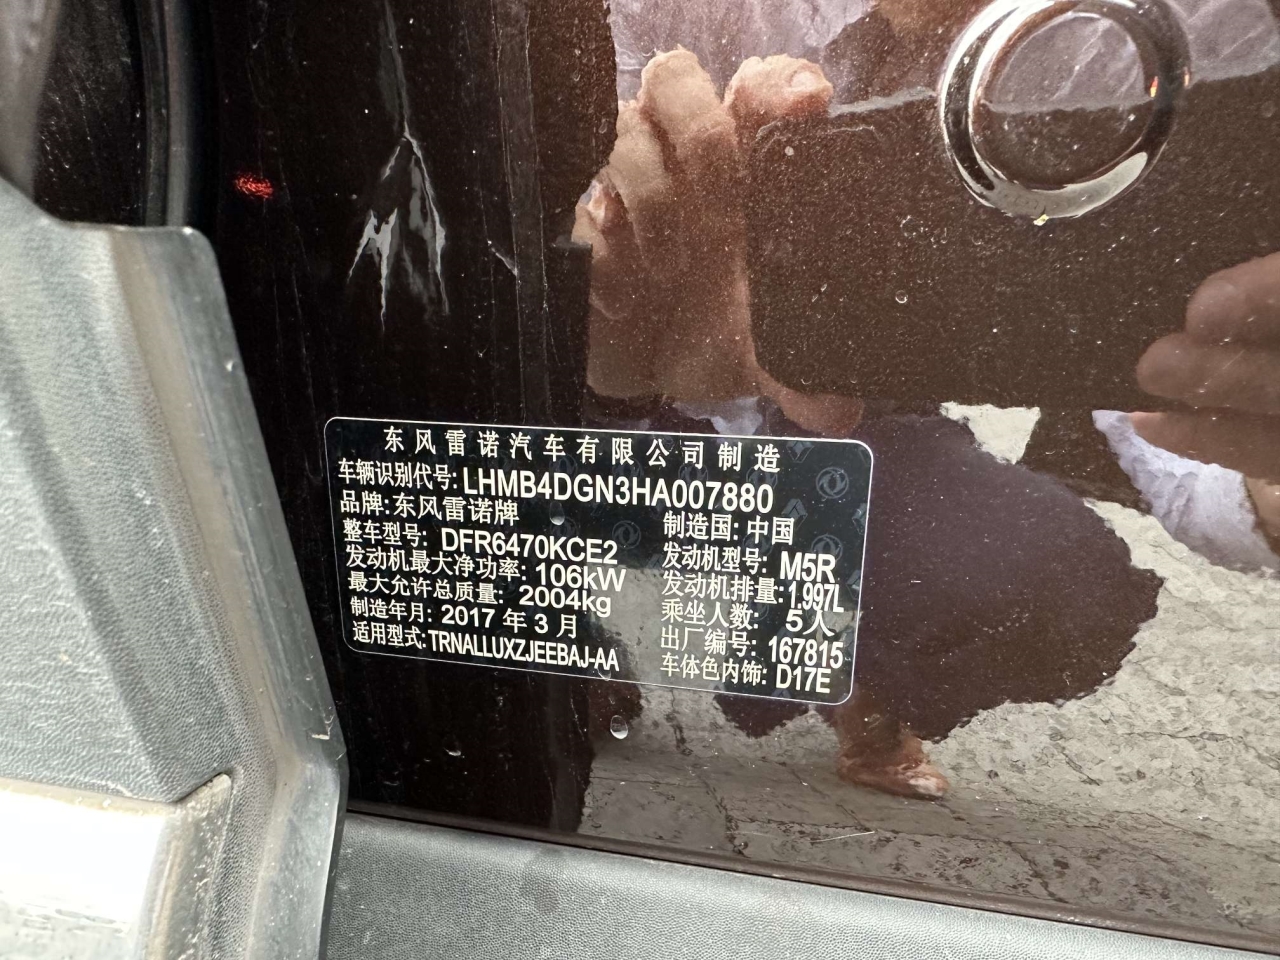 东风雷诺汽车有限公司制造
车辆识别代号: LHMB4DGN3HA007880
品牌: 东风雷诺牌 制造国: 中国
整车型号: DFR6470KCE2 发动机型号: M5R
发动机最大净功率: 106kW 发动机排量: 1.997L
最大允许总质量: 2004kg 乘坐人数: 5人
制造年月: 2017 年 3 月 出厂编号: 167815
适用型式: TRNALLUXZJEEBAJ-AA 车体色内饰: D17E